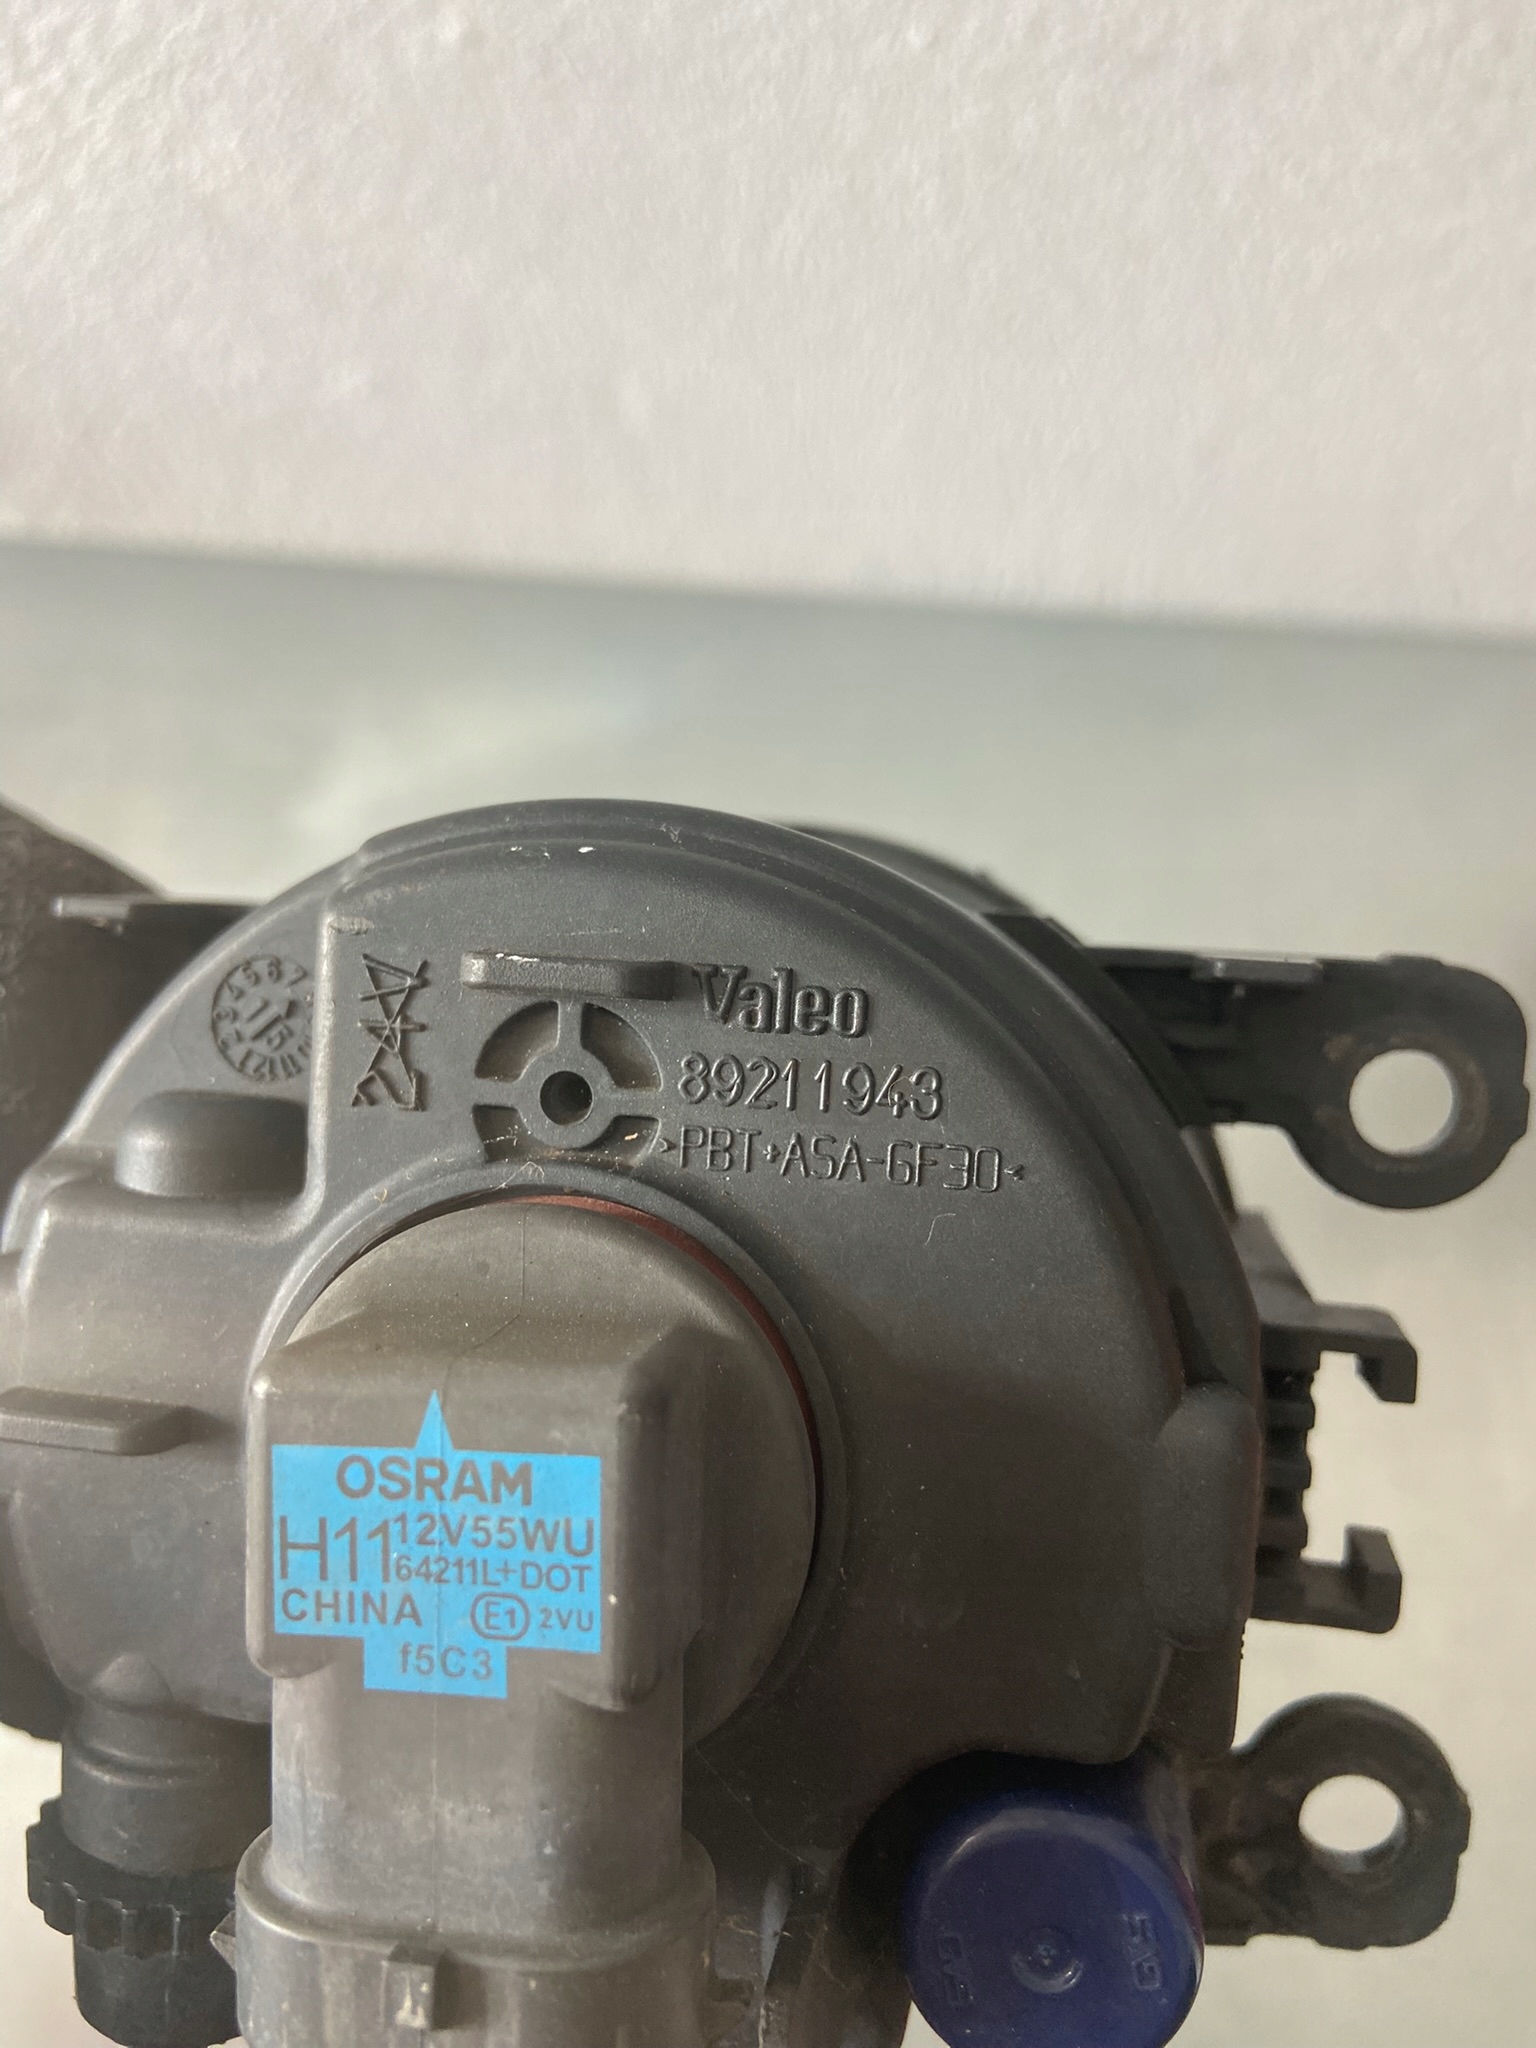 Valeo
89211943
>PBT+ASA-GF30<
OSRAM
H11 12V55WU
64211L+DOT
CHINA E1 2VU
f5C3